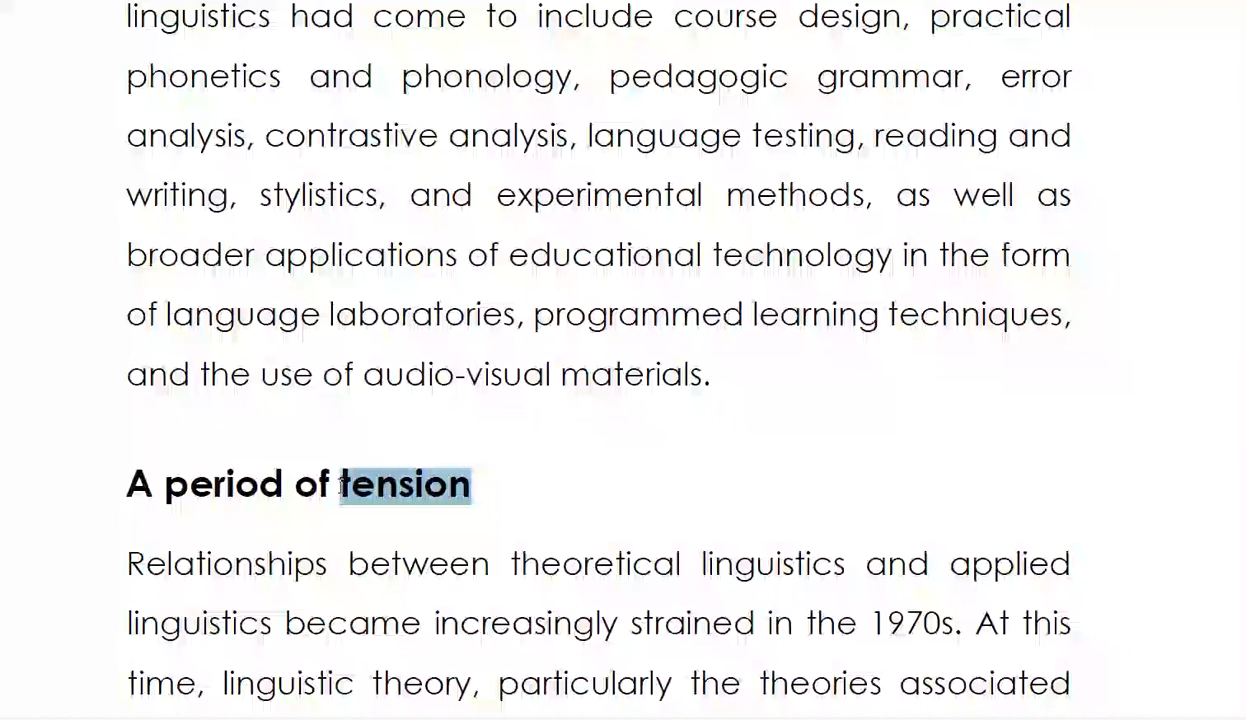 linguistics had come to include course design, practical
phonetics and phonology, pedagogic grammar, error
analysis, contrastive analysis, language testing, reading and
writing, stylistics, and experimental methods, as well as
broader applications of educational technology in the form
of language laboratories, programmed learning techniques,
and the use of audio-visual materials.
A period of tension
Relationships between theoretical linguistics and applied
linguistics became increasingly strained in the 1970s. At this
time, linguistic theory, particularly the theories associated